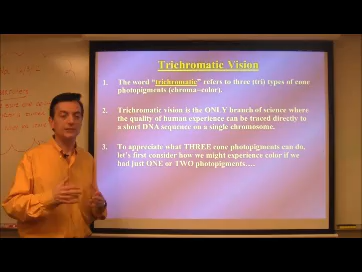 Trichromatic Vision
1. The word "trichromatic" refers to three (tri) types of cone
photopigments (chroma=color).
2. Trichromatic vision is the ONLY branch of science where
the quality of human experience can be traced directly to
a short DNA sequence on a single chromosome.
3. To appreciate what THREE cone photopigments can do,
let's first consider how we might experience color if we
had just ONE or TWO photopigments.....